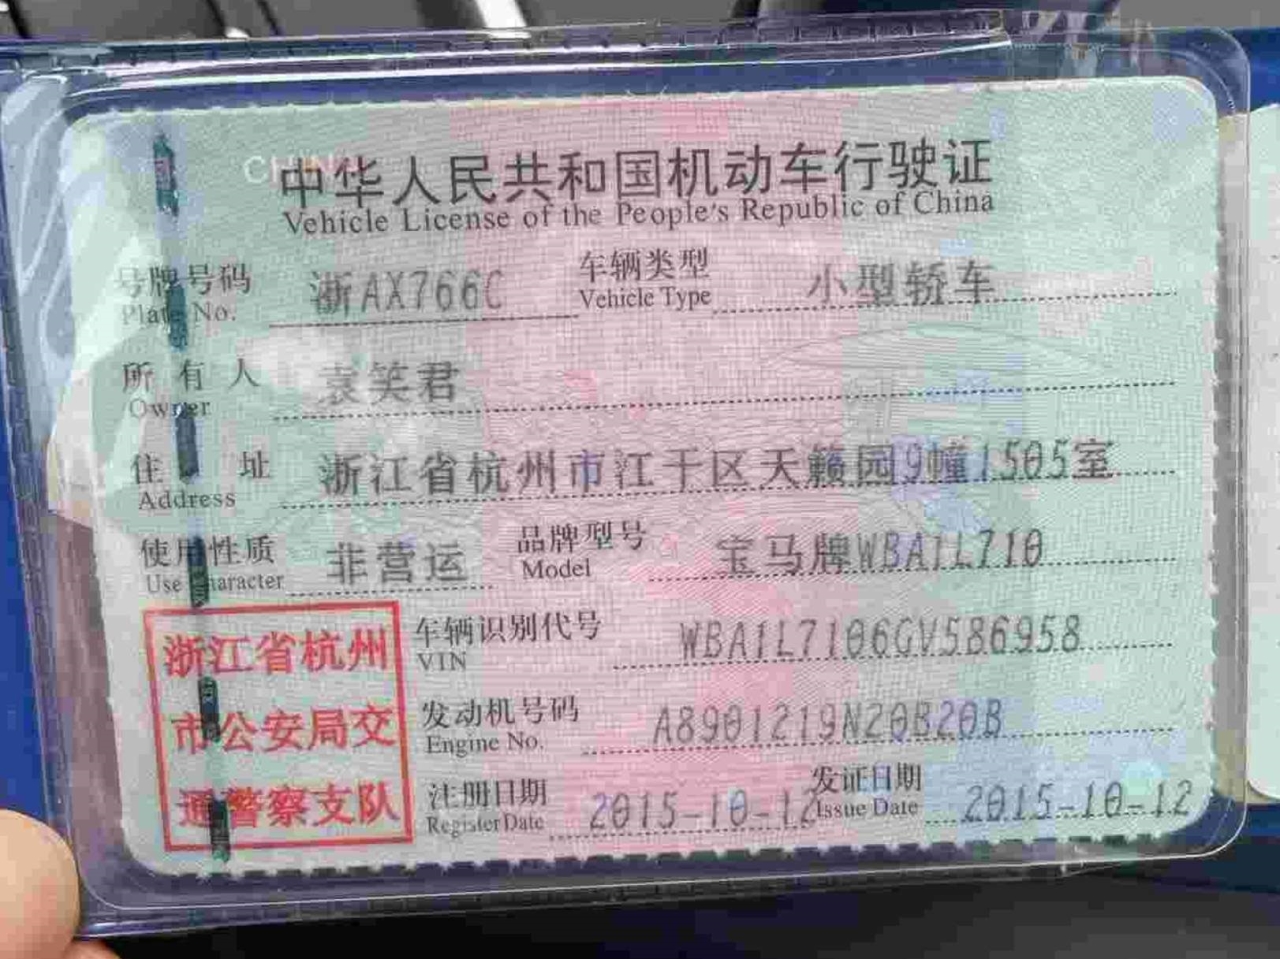 中华人民共和国机动车行驶证
Vehicle License of the People's Republic of China
号牌号码 浙AX766C 车辆类型 小型轿车
Plate No. Vehicle Type
所有人 袁笑君
Owner
住址 浙江省杭州市江干区天籁园9幢1505室
Address
使用性质 非营运 品牌型号 宝马牌WBA1L710
Use Character Model
浙江省杭州
市公安局交
通警察支队
车辆识别代号 WBA1L7106GV586958
VIN
发动机号码 A8901219N20B20B
Engine No.
注册日期 2015-10-12 发证日期 2015-10-12
Register Date Issue Date